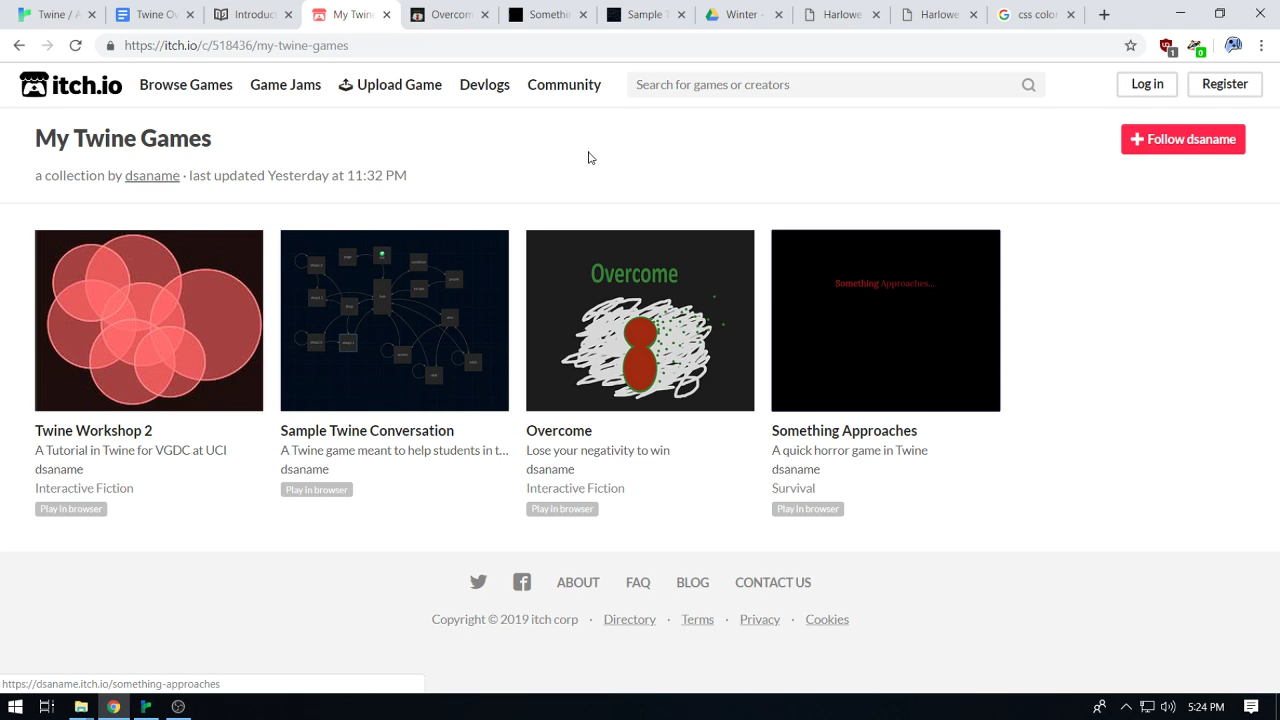 Twine / A
Twine Ov
Introduct
My Twine
Overcom
Somethin
Sample T
Winter -
Harlowe
Harlowe
css color
https://itch.io/c/518436/my-twine-games
1
0
itch.io
Browse Games
Game Jams
Upload Game
Devlogs
Community
Search for games or creators
Log in
Register
My Twine Games
Follow dsaname
a collection by dsaname · last updated Yesterday at 11:32 PM
Overcome
Something Approaches...
Twine Workshop 2
A Tutorial in Twine for VGDC at UCI
dsaname
Interactive Fiction
Play in browser
Sample Twine Conversation
A Twine game meant to help students in t...
dsaname
Play in browser
Overcome
Lose your negativity to win
dsaname
Interactive Fiction
Play in browser
Something Approaches
A quick horror game in Twine
dsaname
Survival
Play in browser
ABOUT
FAQ
BLOG
CONTACT US
Copyright © 2019 itch corp · Directory · Terms · Privacy · Cookies
https://dsaname.itch.io/something-approaches
5:24 PM